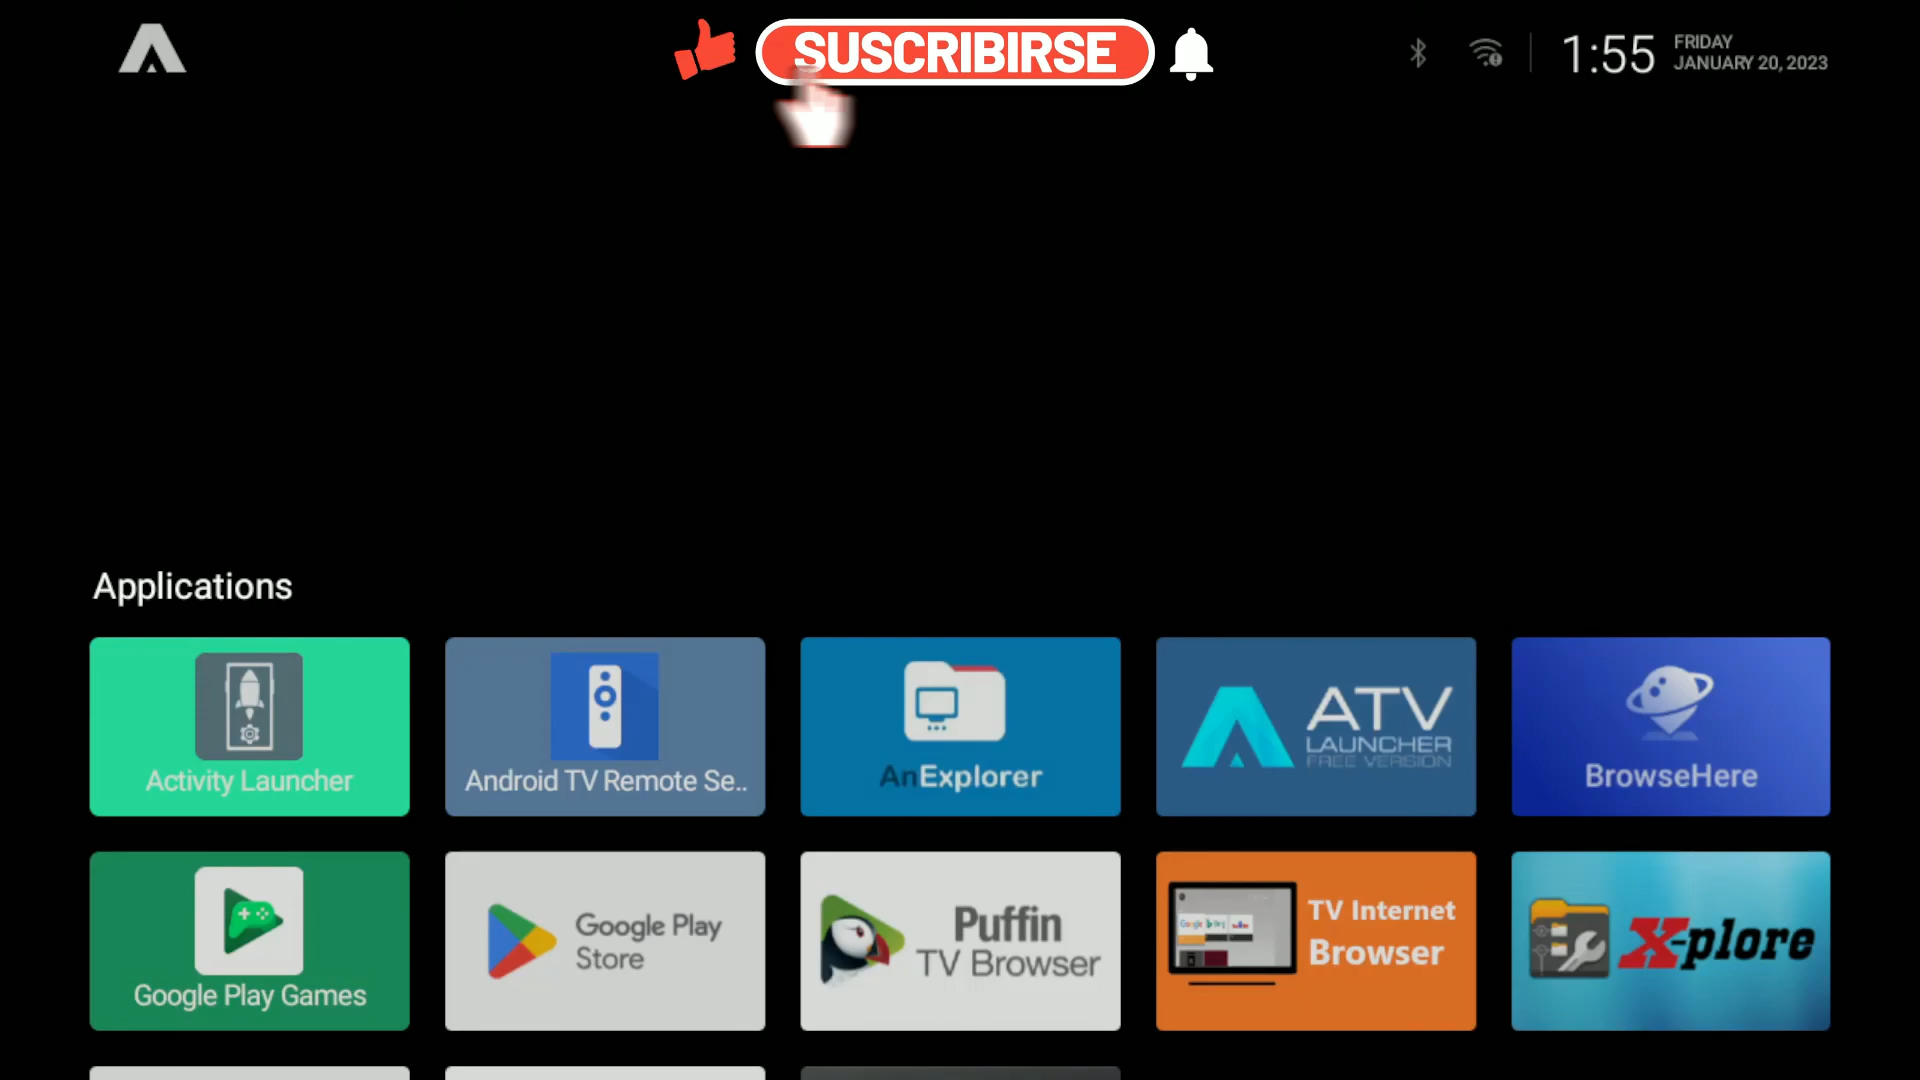 SUSCRIBIRSE
1:55
FRIDAY
JANUARY 20, 2023
Applications
Activity Launcher
Android TV Remote Se..
AnExplorer
ATV
LAUNCHER
FREE VERSION
BrowseHere
Google Play Games
Google Play
Store
Puffin
TV Browser
TV Internet
Browser
X-plore